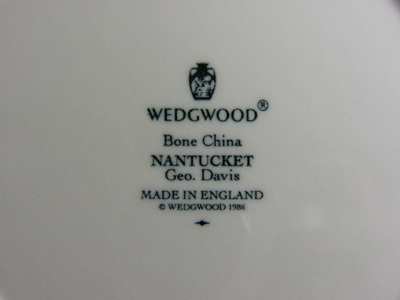 WEDGWOOD®
Bone China
NANTUCKET
Geo. Davis
MADE IN ENGLAND
© WEDGWOOD 1986